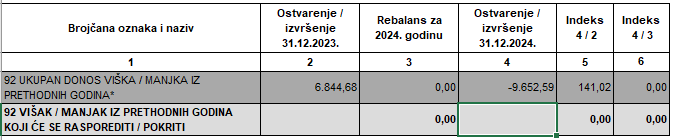 Brojčana oznaka i naziv
Ostvarenje /
izvršenje
31.12.2023.
Rebalans za
2024. godinu
Ostvarenje /
izvršenje
31.12.2024.
Indeks
4 / 2
Indeks
4 / 3
1 2 3 4 5 6
92 UKUPAN DONOS VIŠKA / MANJKA IZ
PRETHODNIH GODINA* 6.844,68 0,00 -9.652,59 141,02 0,00
92 VIŠAK / MANJAK IZ PRETHODNIH GODINA
KOJI ĆE SE RASPOREDITI / POKRITI 0,00 0,00 0,00